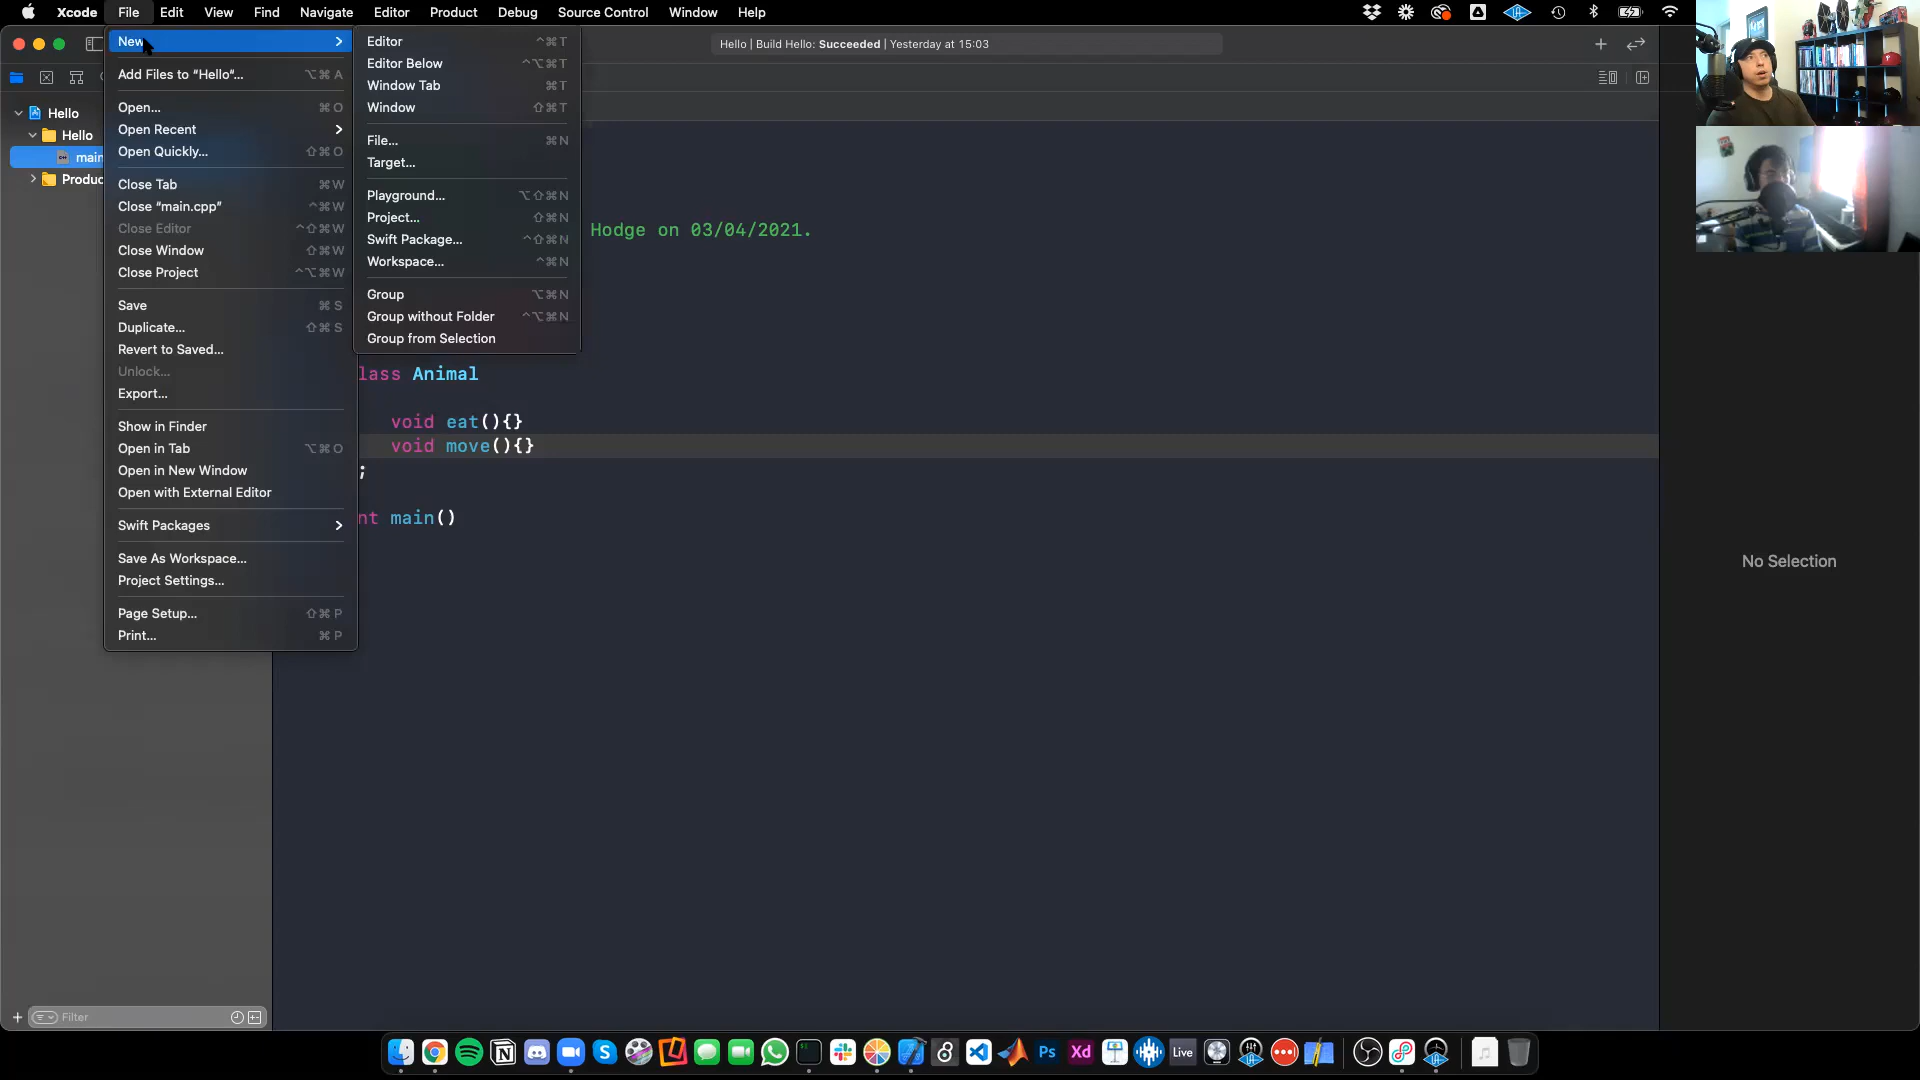 Xcode File Edit View Find Navigate Editor Product Debug Source Control Window Help
New
Add Files to “Hello”... ⌥⌘A
Open... ⌘O
Open Recent
Open Quickly... ⇧⌘O
Close Tab ⌘W
Close “main.cpp” ⌃⌘W
Close Editor ⌃⇧⌘W
Close Window ⇧⌘W
Close Project ⌃⌥⌘W
Save ⌘S
Duplicate... ⇧⌘S
Revert to Saved...
Unlock...
Export...
Show in Finder
Open in Tab ⌥⌘O
Open in New Window
Open with External Editor
Swift Packages
Save As Workspace...
Project Settings...
Page Setup... ⇧⌘P
Print... ⌘P
Editor ⌃⌘T
Editor Below ⌃⌥⌘T
Window Tab ⌘T
Window ⇧⌘T
File... ⌘N
Target...
Playground... ⌥⇧⌘N
Project... ⇧⌘N
Swift Package... ⌃⇧⌘N
Workspace... ⌃⌘N
Group ⌥⌘N
Group without Folder ⌃⌥⌘N
Group from Selection
Hello | Build Hello: Succeeded | Yesterday at 15:03
Hello
Hello
main
Produc
Hodge on 03/04/2021.
lass Animal
void eat(){}
void move(){}
;
nt main()
No Selection
Filter
Ps
Xd
Live